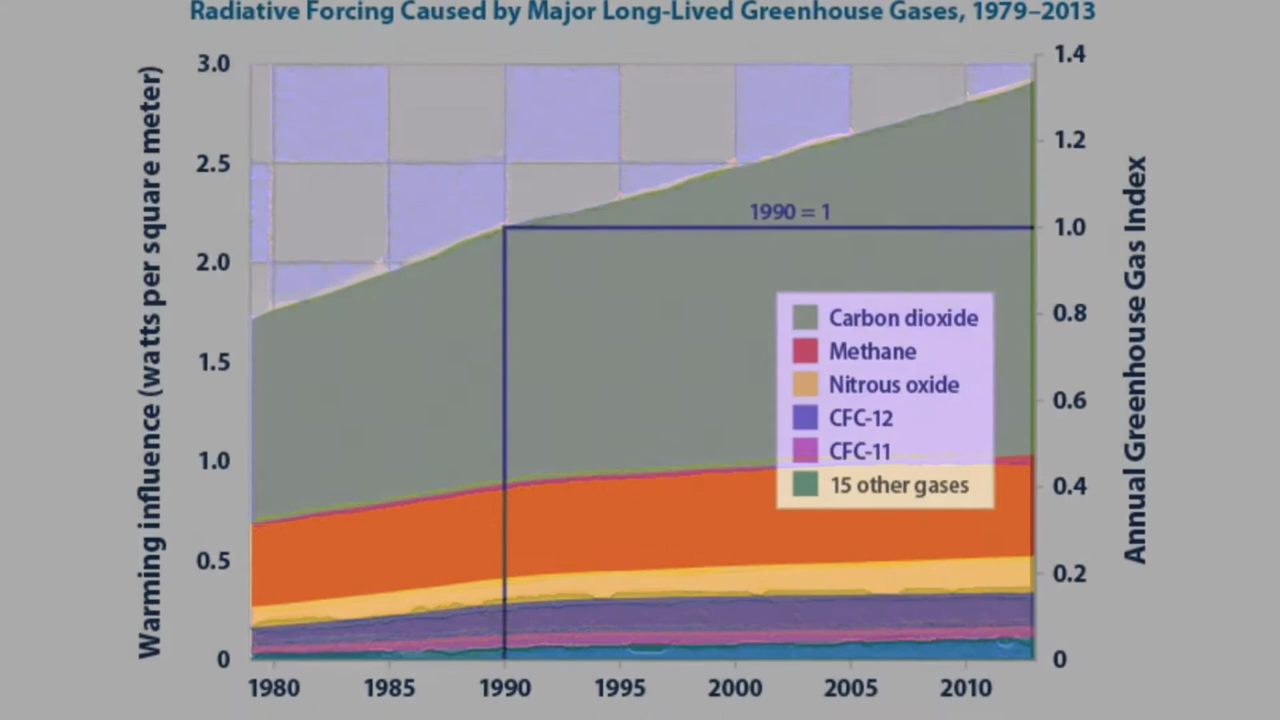 Radiative Forcing Caused by Major Long-Lived Greenhouse Gases, 1979–2013
Warming influence (watts per square meter)
3.0
2.5
2.0
1.5
1.0
0.5
0
1990 = 1
Carbon dioxide
Methane
Nitrous oxide
CFC-12
CFC-11
15 other gases
1.4
1.2
1.0
0.8
0.6
0.4
0.2
0
Annual Greenhouse Gas Index
1980 1985 1990 1995 2000 2005 2010